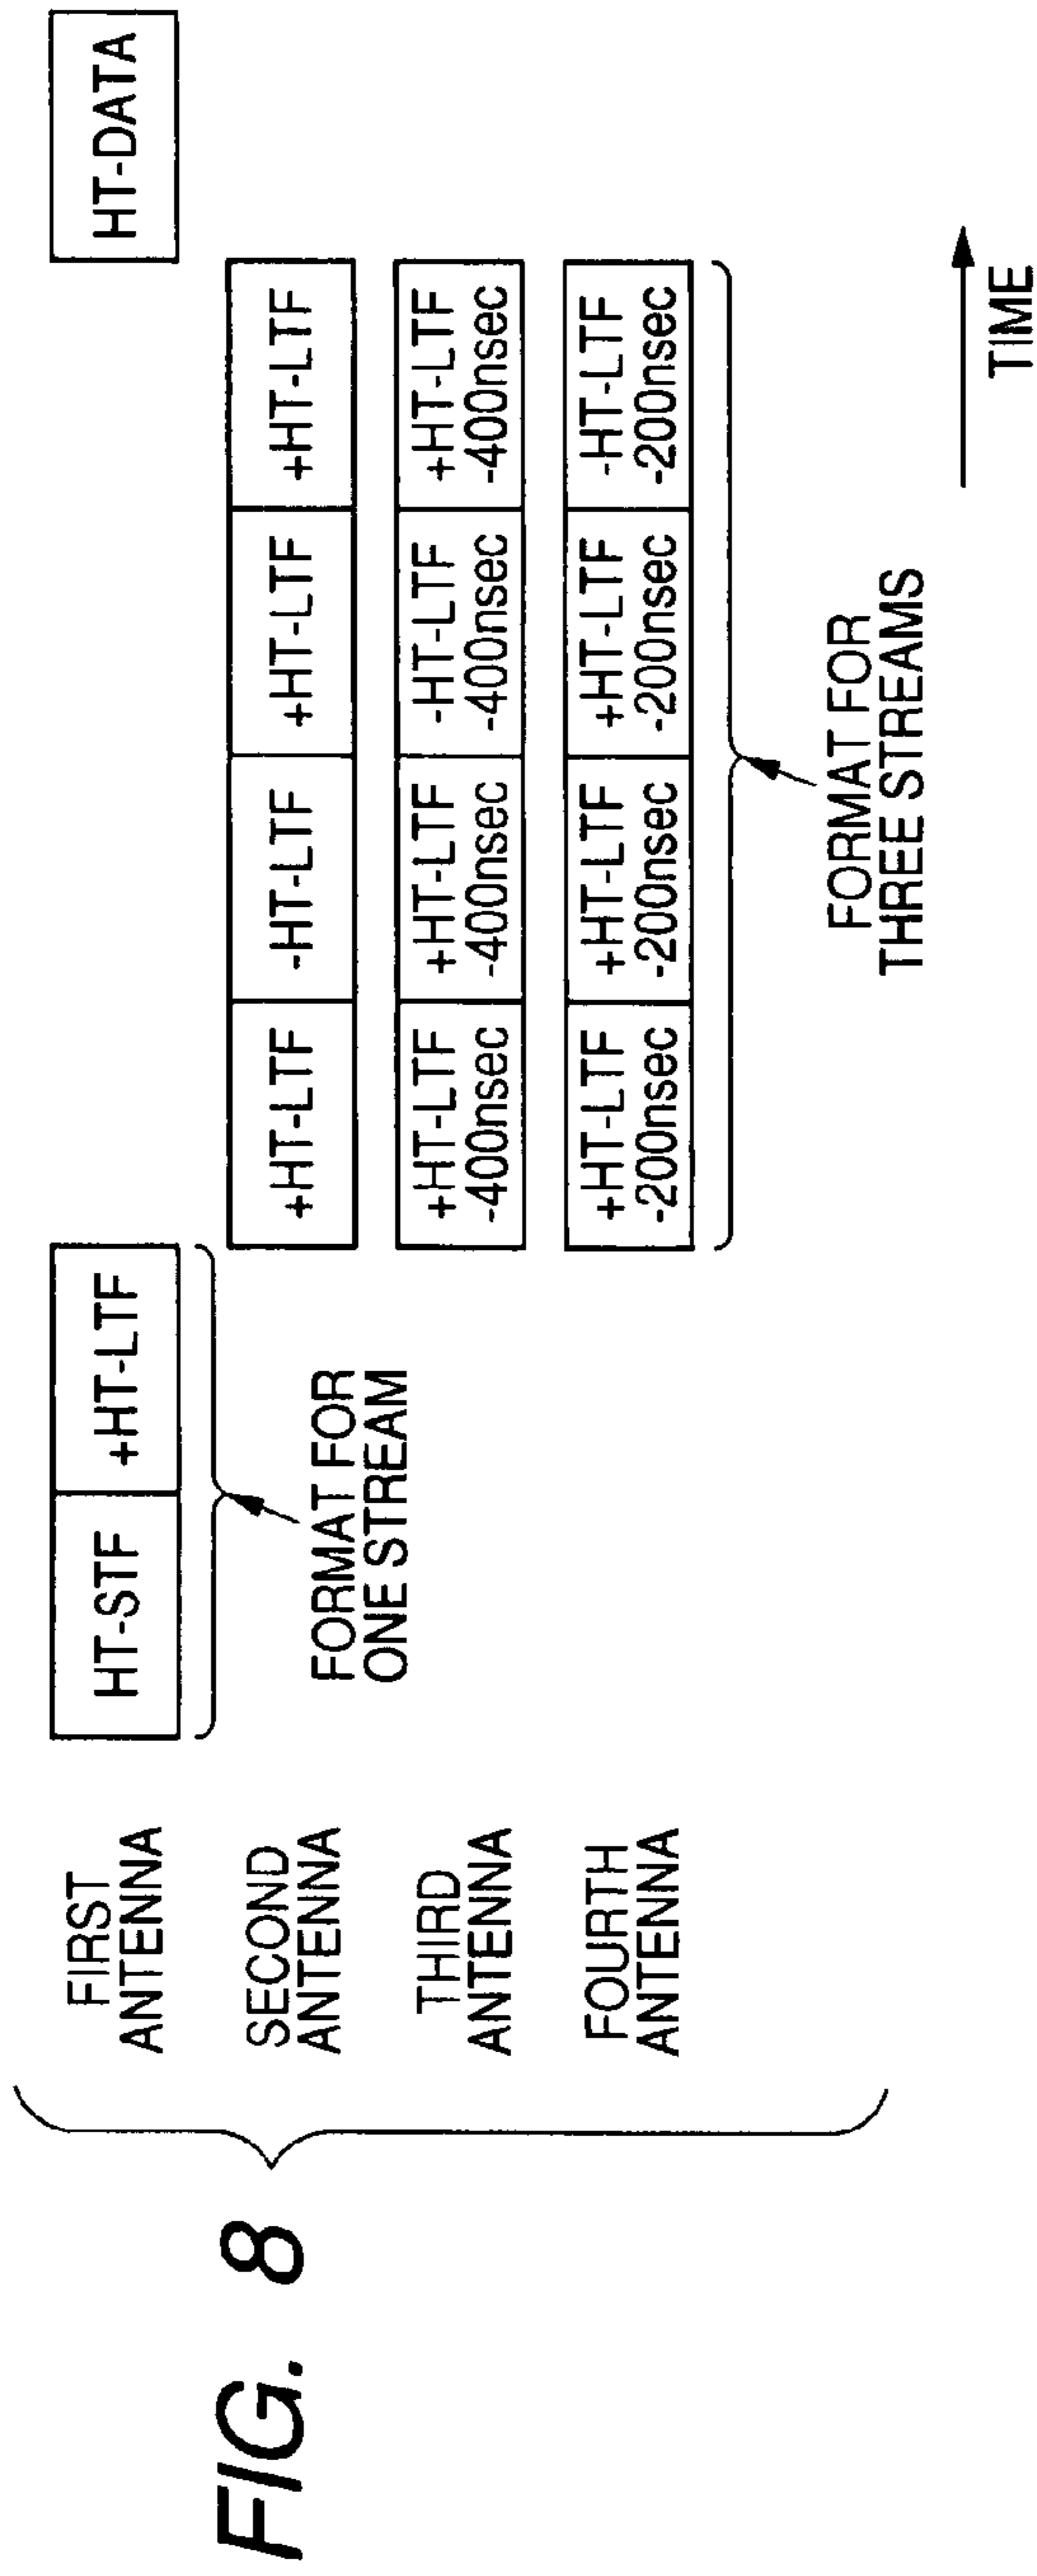 FIG. 8
FIRST
ANTENNA
HT-STF
+HT-LTF
HT-DATA
FORMAT FOR
ONE STREAM
SECOND
ANTENNA
+HT-LTF
-HT-LTF
+HT-LTF
+HT-LTF
THIRD
ANTENNA
+HT-LTF
-400nsec
+HT-LTF
-400nsec
-HT-LTF
-400nsec
+HT-LTF
-400nsec
FOURTH
ANTENNA
+HT-LTF
-200nsec
+HT-LTF
-200nsec
+HT-LTF
-200nsec
-HT-LTF
-200nsec
FORMAT FOR
THREE STREAMS
TIME